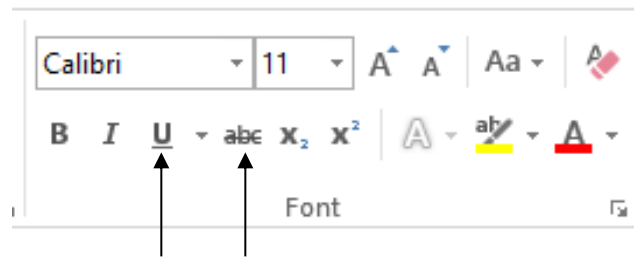 Calibri 11 A A Aa A
B I U abc X₂ X² A ab A
Font